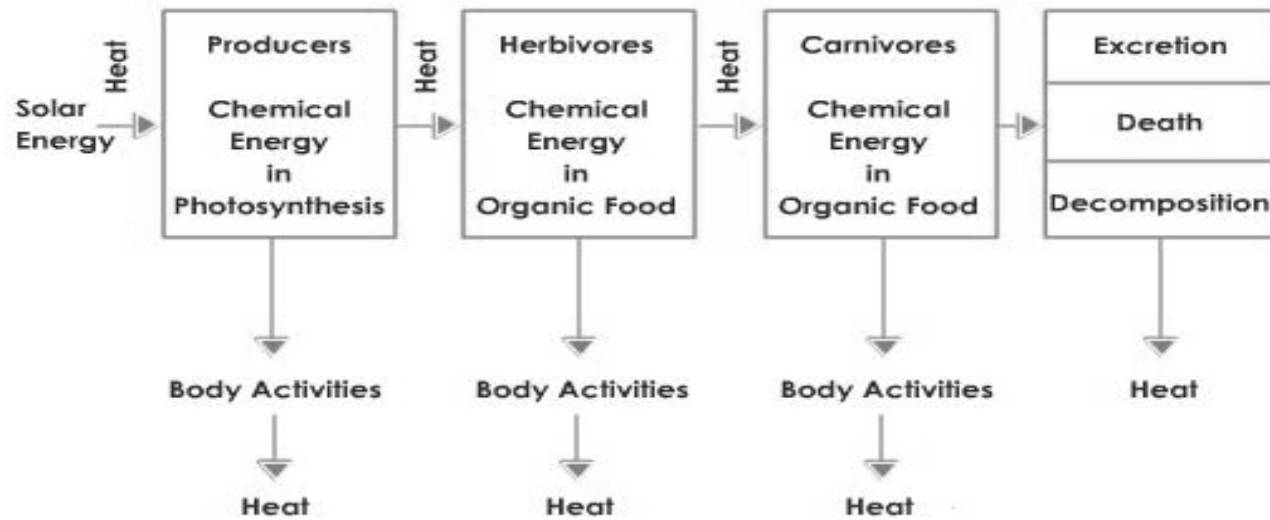 Solar
Energy
Heat
Producers
Chemical
Energy
in
Photosynthesis
Heat
Herbivores
Chemical
Energy
in
Organic Food
Heat
Carnivores
Chemical
Energy
in
Organic Food
Excretion
Death
Decomposition
Body Activities
Body Activities
Body Activities
Heat
Heat
Heat
Heat